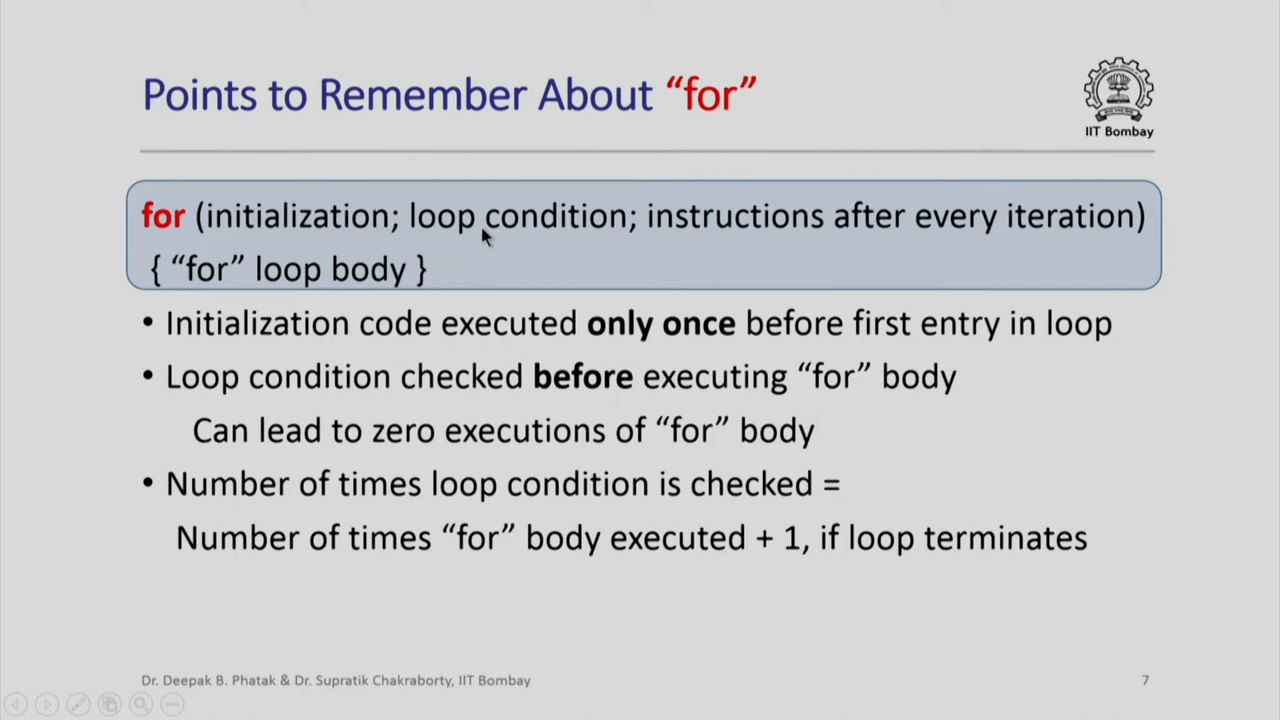 Points to Remember About “for”
IIT Bombay
for (initialization; loop condition; instructions after every iteration)
{ “for” loop body }
• Initialization code executed only once before first entry in loop
• Loop condition checked before executing “for” body
Can lead to zero executions of “for” body
• Number of times loop condition is checked =
Number of times “for” body executed + 1, if loop terminates
Dr. Deepak B. Phatak & Dr. Supratik Chakraborty, IIT Bombay
7